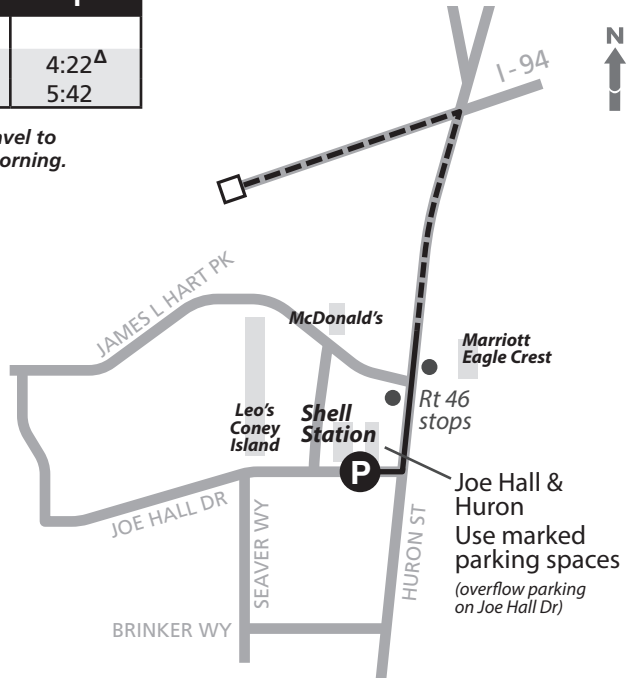 4:22Δ
5:42
vel to
orning.
N
I-94
JAMES L HART PK
McDonald's
Marriott
Eagle Crest
Rt 46
stops
Leo's
Coney
Island
Shell
Station
P
Joe Hall &
Huron
Use marked
parking spaces
(overflow parking
on Joe Hall Dr)
JOE HALL DR
SEAVER WY
HURON ST
BRINKER WY